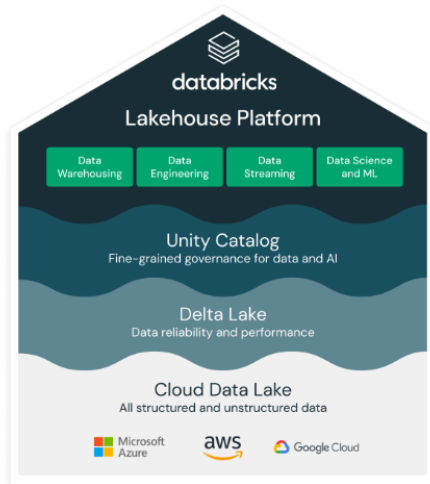 databricks
Lakehouse Platform
Data Warehousing
Data Engineering
Data Streaming
Data Science and ML
Unity Catalog
Fine-grained governance for data and AI
Delta Lake
Data reliability and performance
Cloud Data Lake
All structured and unstructured data
Microsoft Azure
aws
Google Cloud